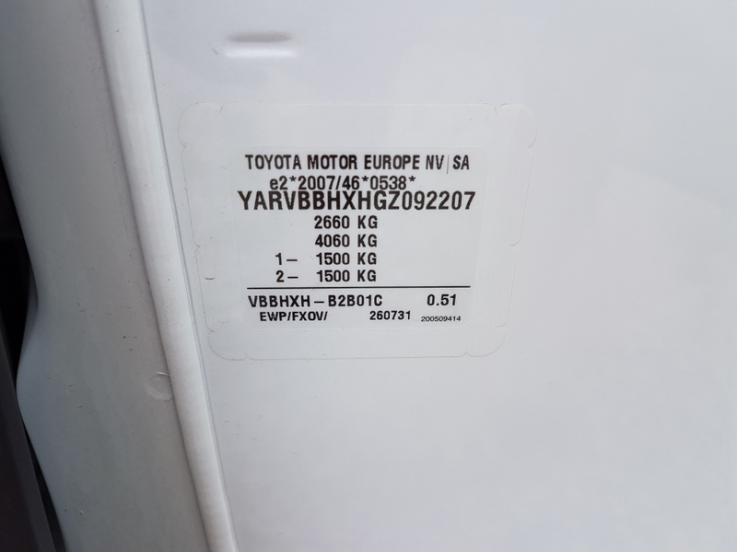 TOYOTA MOTOR EUROPE NV|SA
e2*2007/46*0538*
YARVBBHXHGZ092207
2660 KG
4060 KG
1- 1500 KG
2- 1500 KG
VBBHXH-B2B01C 0.51
EWP/FXOV/ 260731 200509414